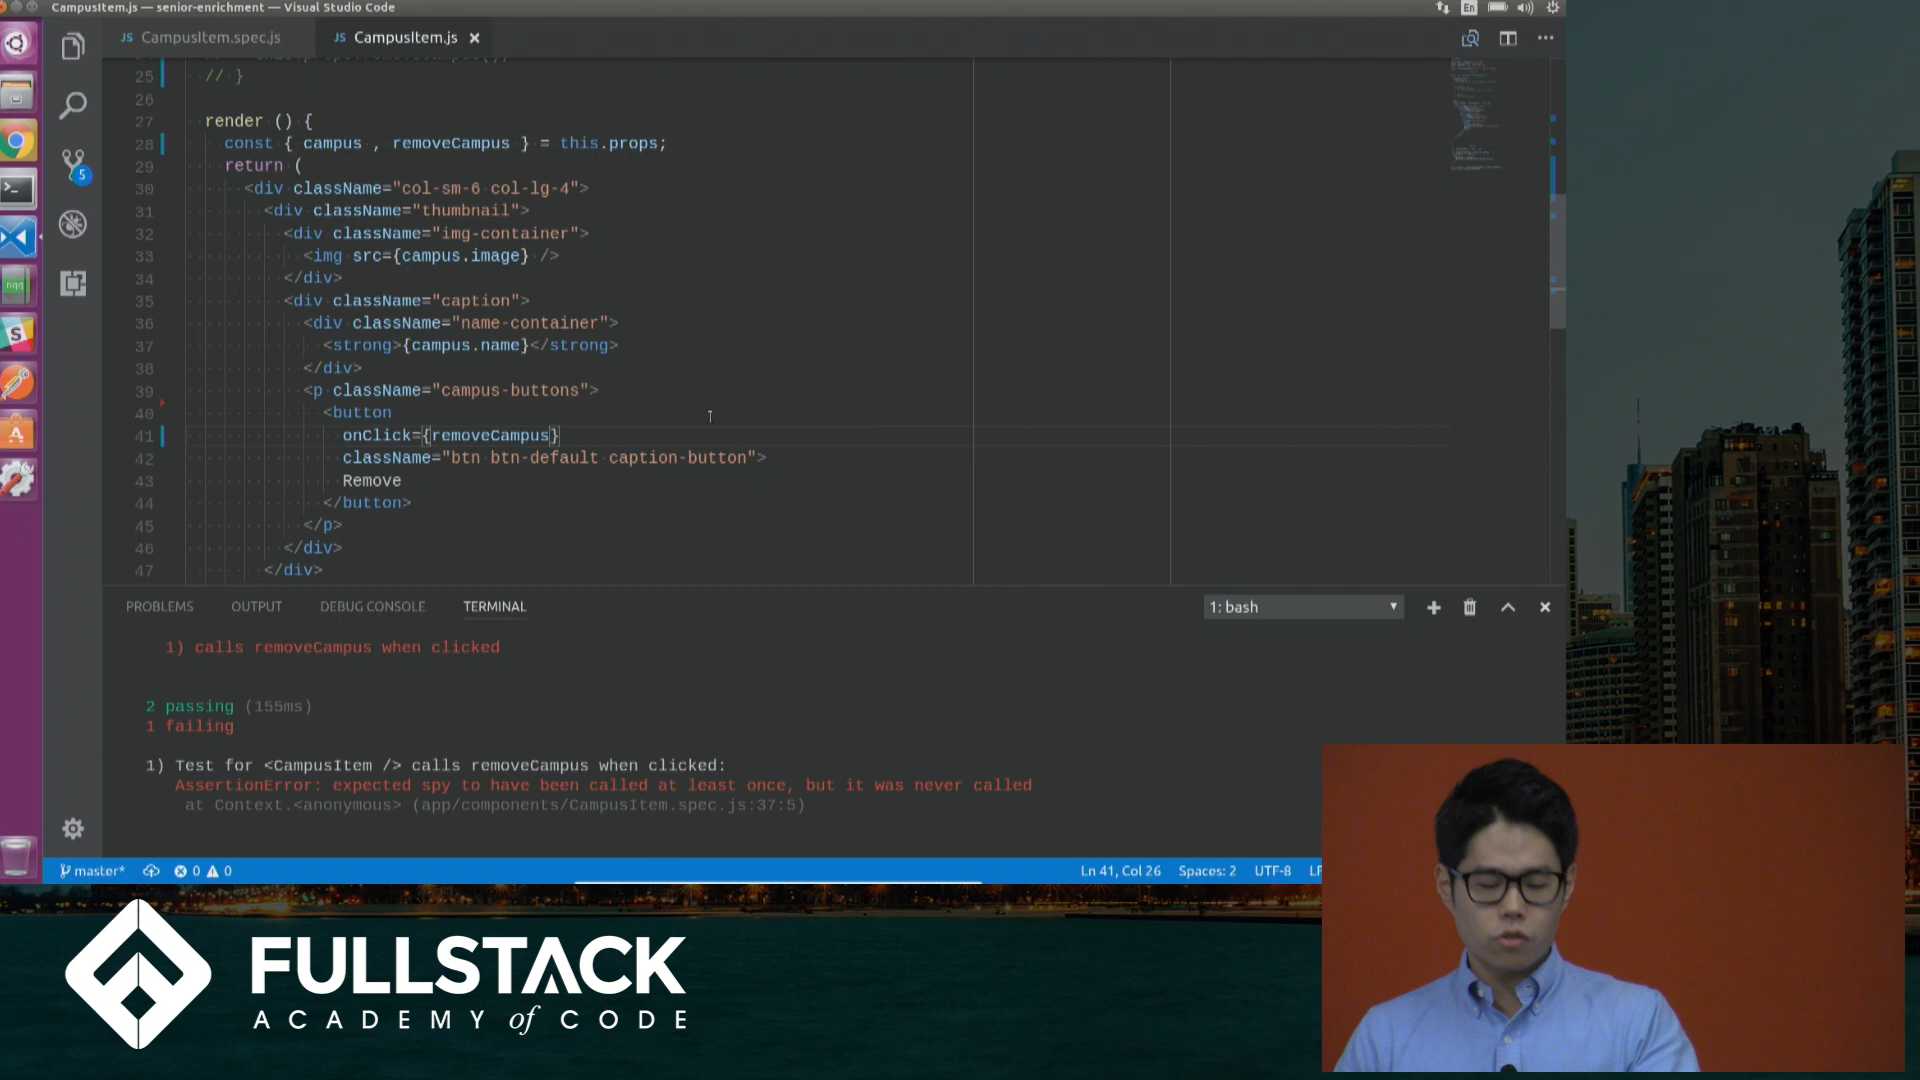 CampusItem.js — senior-enrichment — Visual Studio Code
En
JS CampusItem.spec.js
JS CampusItem.js
25 // }
26
27 render () {
28 const { campus , removeCampus } = this.props;
29 return (
30 <div className="col-sm-6 col-lg-4">
31 <div className="thumbnail">
32 <div className="img-container">
33 <img src={campus.image} />
34 </div>
35 <div className="caption">
36 <div className="name-container">
37 <strong>{campus.name}</strong>
38 </div>
39 <p className="campus-buttons">
40 <button
41 onClick={removeCampus}
42 className="btn btn-default caption-button">
43 Remove
44 </button>
45 </p>
46 </div>
47 </div>
5
nqq
PROBLEMS OUTPUT DEBUG CONSOLE TERMINAL
1: bash
1) calls removeCampus when clicked
2 passing (155ms)
1 failing
1) Test for <CampusItem /> calls removeCampus when clicked:
AssertionError: expected spy to have been called at least once, but it was never called
at Context.<anonymous> (app/components/CampusItem.spec.js:37:5)
master* 0 0
Ln 41, Col 26 Spaces: 2 UTF-8 LF
FULLSTACK
ACADEMY of CODE